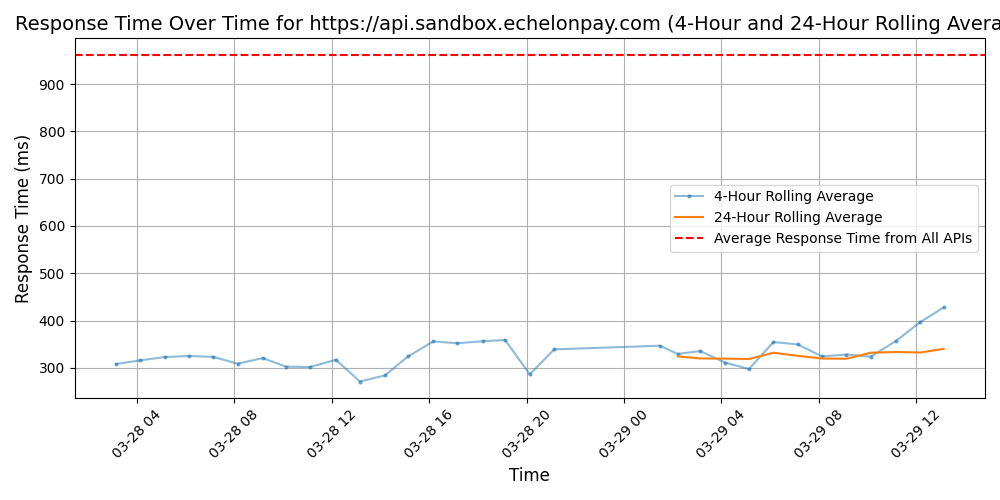 Response Time Over Time for https://api.sandbox.echelonpay.com (4-Hour and 24-Hour Rolling Avera
900
800
700
600
500
400
300
Response Time (ms)
4-Hour Rolling Average
24-Hour Rolling Average
Average Response Time from All APIs
03-28 04
03-28 08
03-28 12
03-28 16
03-28 20
03-29 00
03-29 04
03-29 08
03-29 12
Time